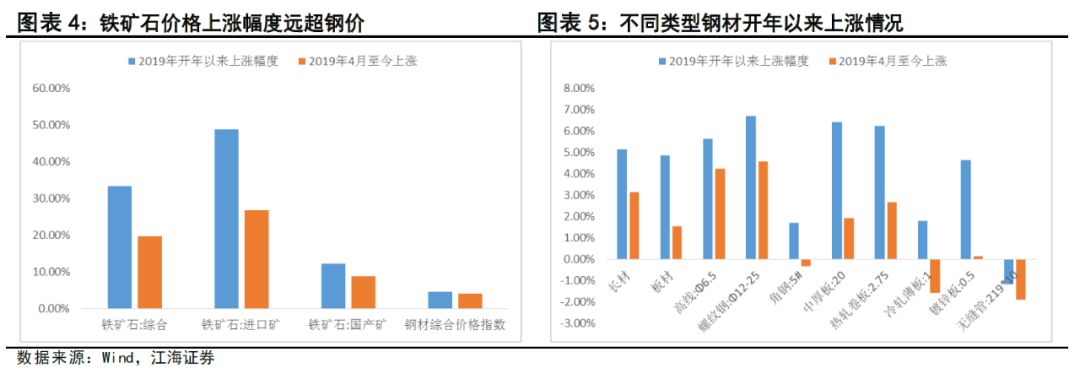 图表 4：铁矿石价格上涨幅度远超钢价
2019年开年以来上涨幅度 2019年4月至今上涨
60.00%
50.00%
40.00%
30.00%
20.00%
10.00%
0.00%
铁矿石:综合 铁矿石:进口矿 铁矿石:国产矿 钢材综合价格指数
图表 5：不同类型钢材开年以来上涨情况
2019年开年以来上涨幅度 2019年4月至今上涨
8.00%
7.00%
6.00%
5.00%
4.00%
3.00%
2.00%
1.00%
0.00%
-1.00%
-2.00%
-3.00%
长材 板材 高线:Φ6.5 螺纹钢:Φ12-25 角钢:5# 中厚板:20 热轧卷板:2.75 冷轧薄板:1 镀锌板:0.5 无缝管:219*10
数据来源：Wind，江海证券